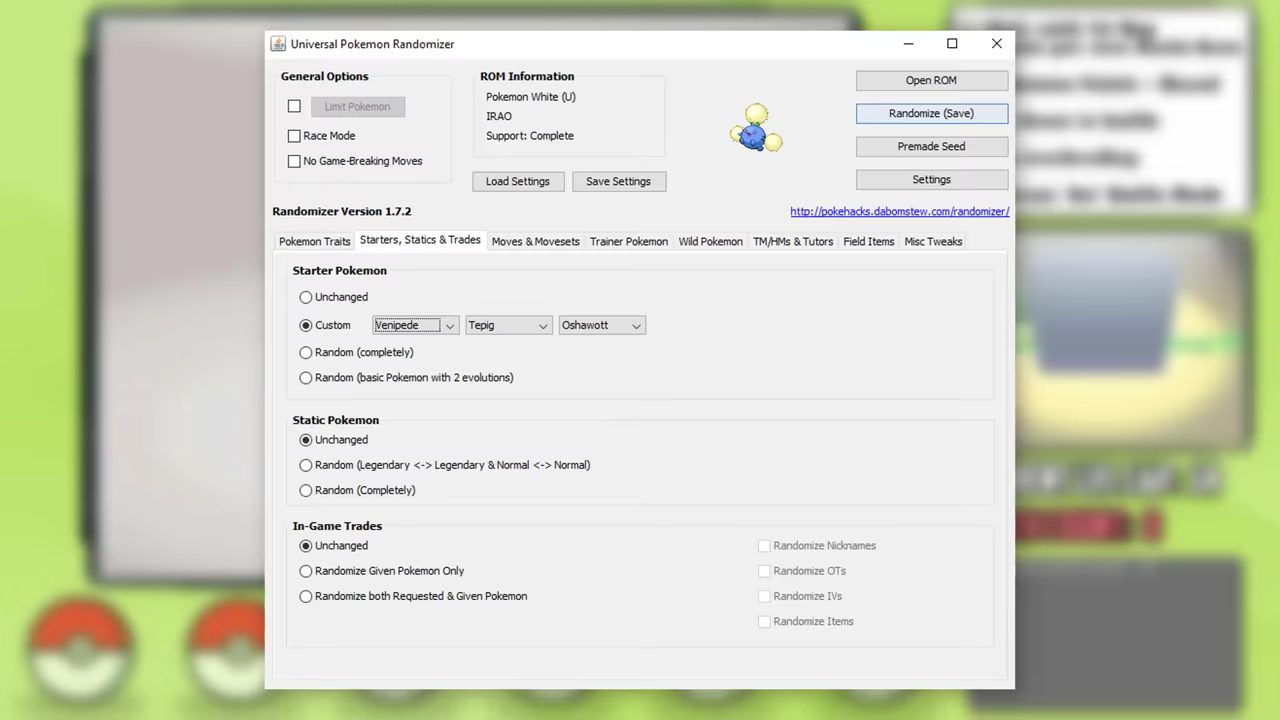 Universal Pokemon Randomizer
General Options
Limit Pokemon
Race Mode
No Game-Breaking Moves
ROM Information
Pokemon White (U)
IRAO
Support: Complete
Load Settings
Save Settings
Open ROM
Randomize (Save)
Premade Seed
Settings
Randomizer Version 1.7.2
http://pokehacks.dabomstew.com/randomizer/
Pokemon Traits
Starters, Statics & Trades
Moves & Movesets
Trainer Pokemon
Wild Pokemon
TM/HMs & Tutors
Field Items
Misc Tweaks
Starter Pokemon
Unchanged
Custom
Venipede
Tepig
Oshawott
Random (completely)
Random (basic Pokemon with 2 evolutions)
Static Pokemon
Unchanged
Random (Legendary <-> Legendary & Normal <-> Normal)
Random (Completely)
In-Game Trades
Unchanged
Randomize Given Pokemon Only
Randomize both Requested & Given Pokemon
Randomize Nicknames
Randomize OTs
Randomize IVs
Randomize Items